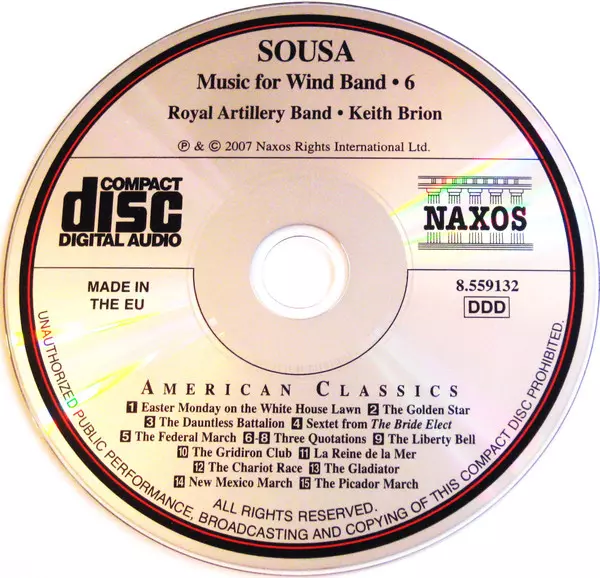 SOUSA
Music for Wind Band • 6
Royal Artillery Band • Keith Brion
℗ & © 2007 Naxos Rights International Ltd.
COMPACT
disc
DIGITAL AUDIO
NAXOS
MADE IN
THE EU
8.559132
DDD
AMERICAN CLASSICS
1 Easter Monday on the White House Lawn 2 The Golden Star
3 The Dauntless Battalion 4 Sextet from The Bride Elect
5 The Federal March 6-8 Three Quotations 9 The Liberty Bell
10 The Gridiron Club 11 La Reine de la Mer
12 The Chariot Race 13 The Gladiator
14 New Mexico March 15 The Picador March
ALL RIGHTS RESERVED.
UNAUTHORIZED PUBLIC PERFORMANCE, BROADCASTING AND COPYING OF THIS COMPACT DISC PROHIBITED.